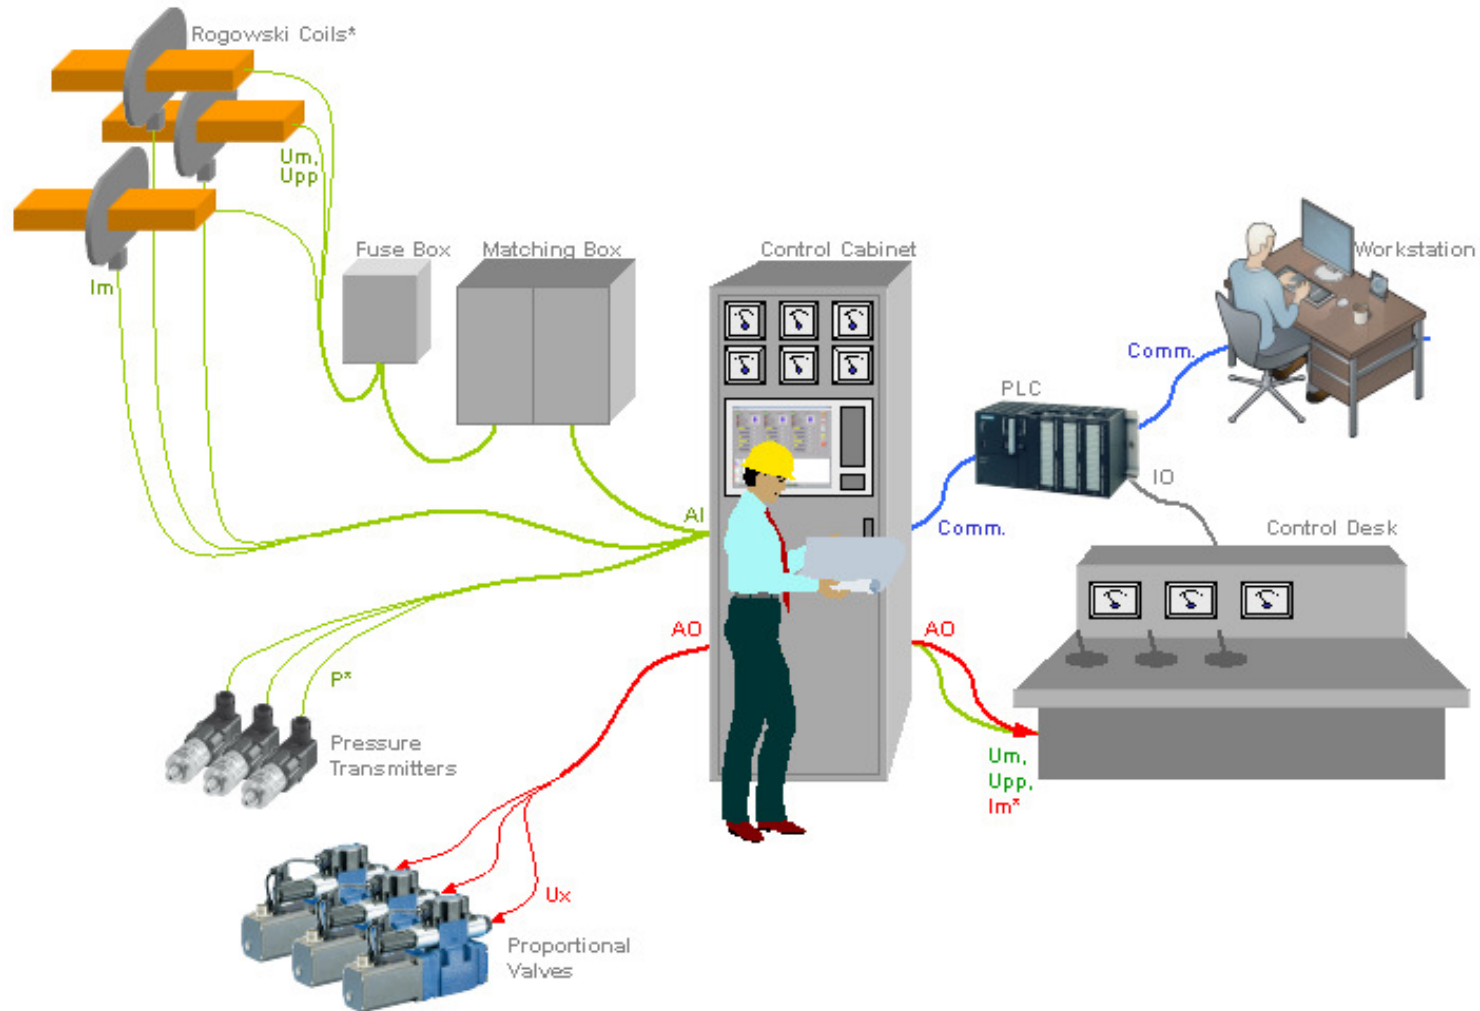 Rogowski Coils*
Um,
Upp
Im
Fuse Box
Matching Box
Control Cabinet
Workstation
Comm.
PLC
IO
AI
Comm.
Control Desk
AO
AO
P*
Pressure
Transmitters
Um,
Upp,
Im*
Ux
Proportional
Valves